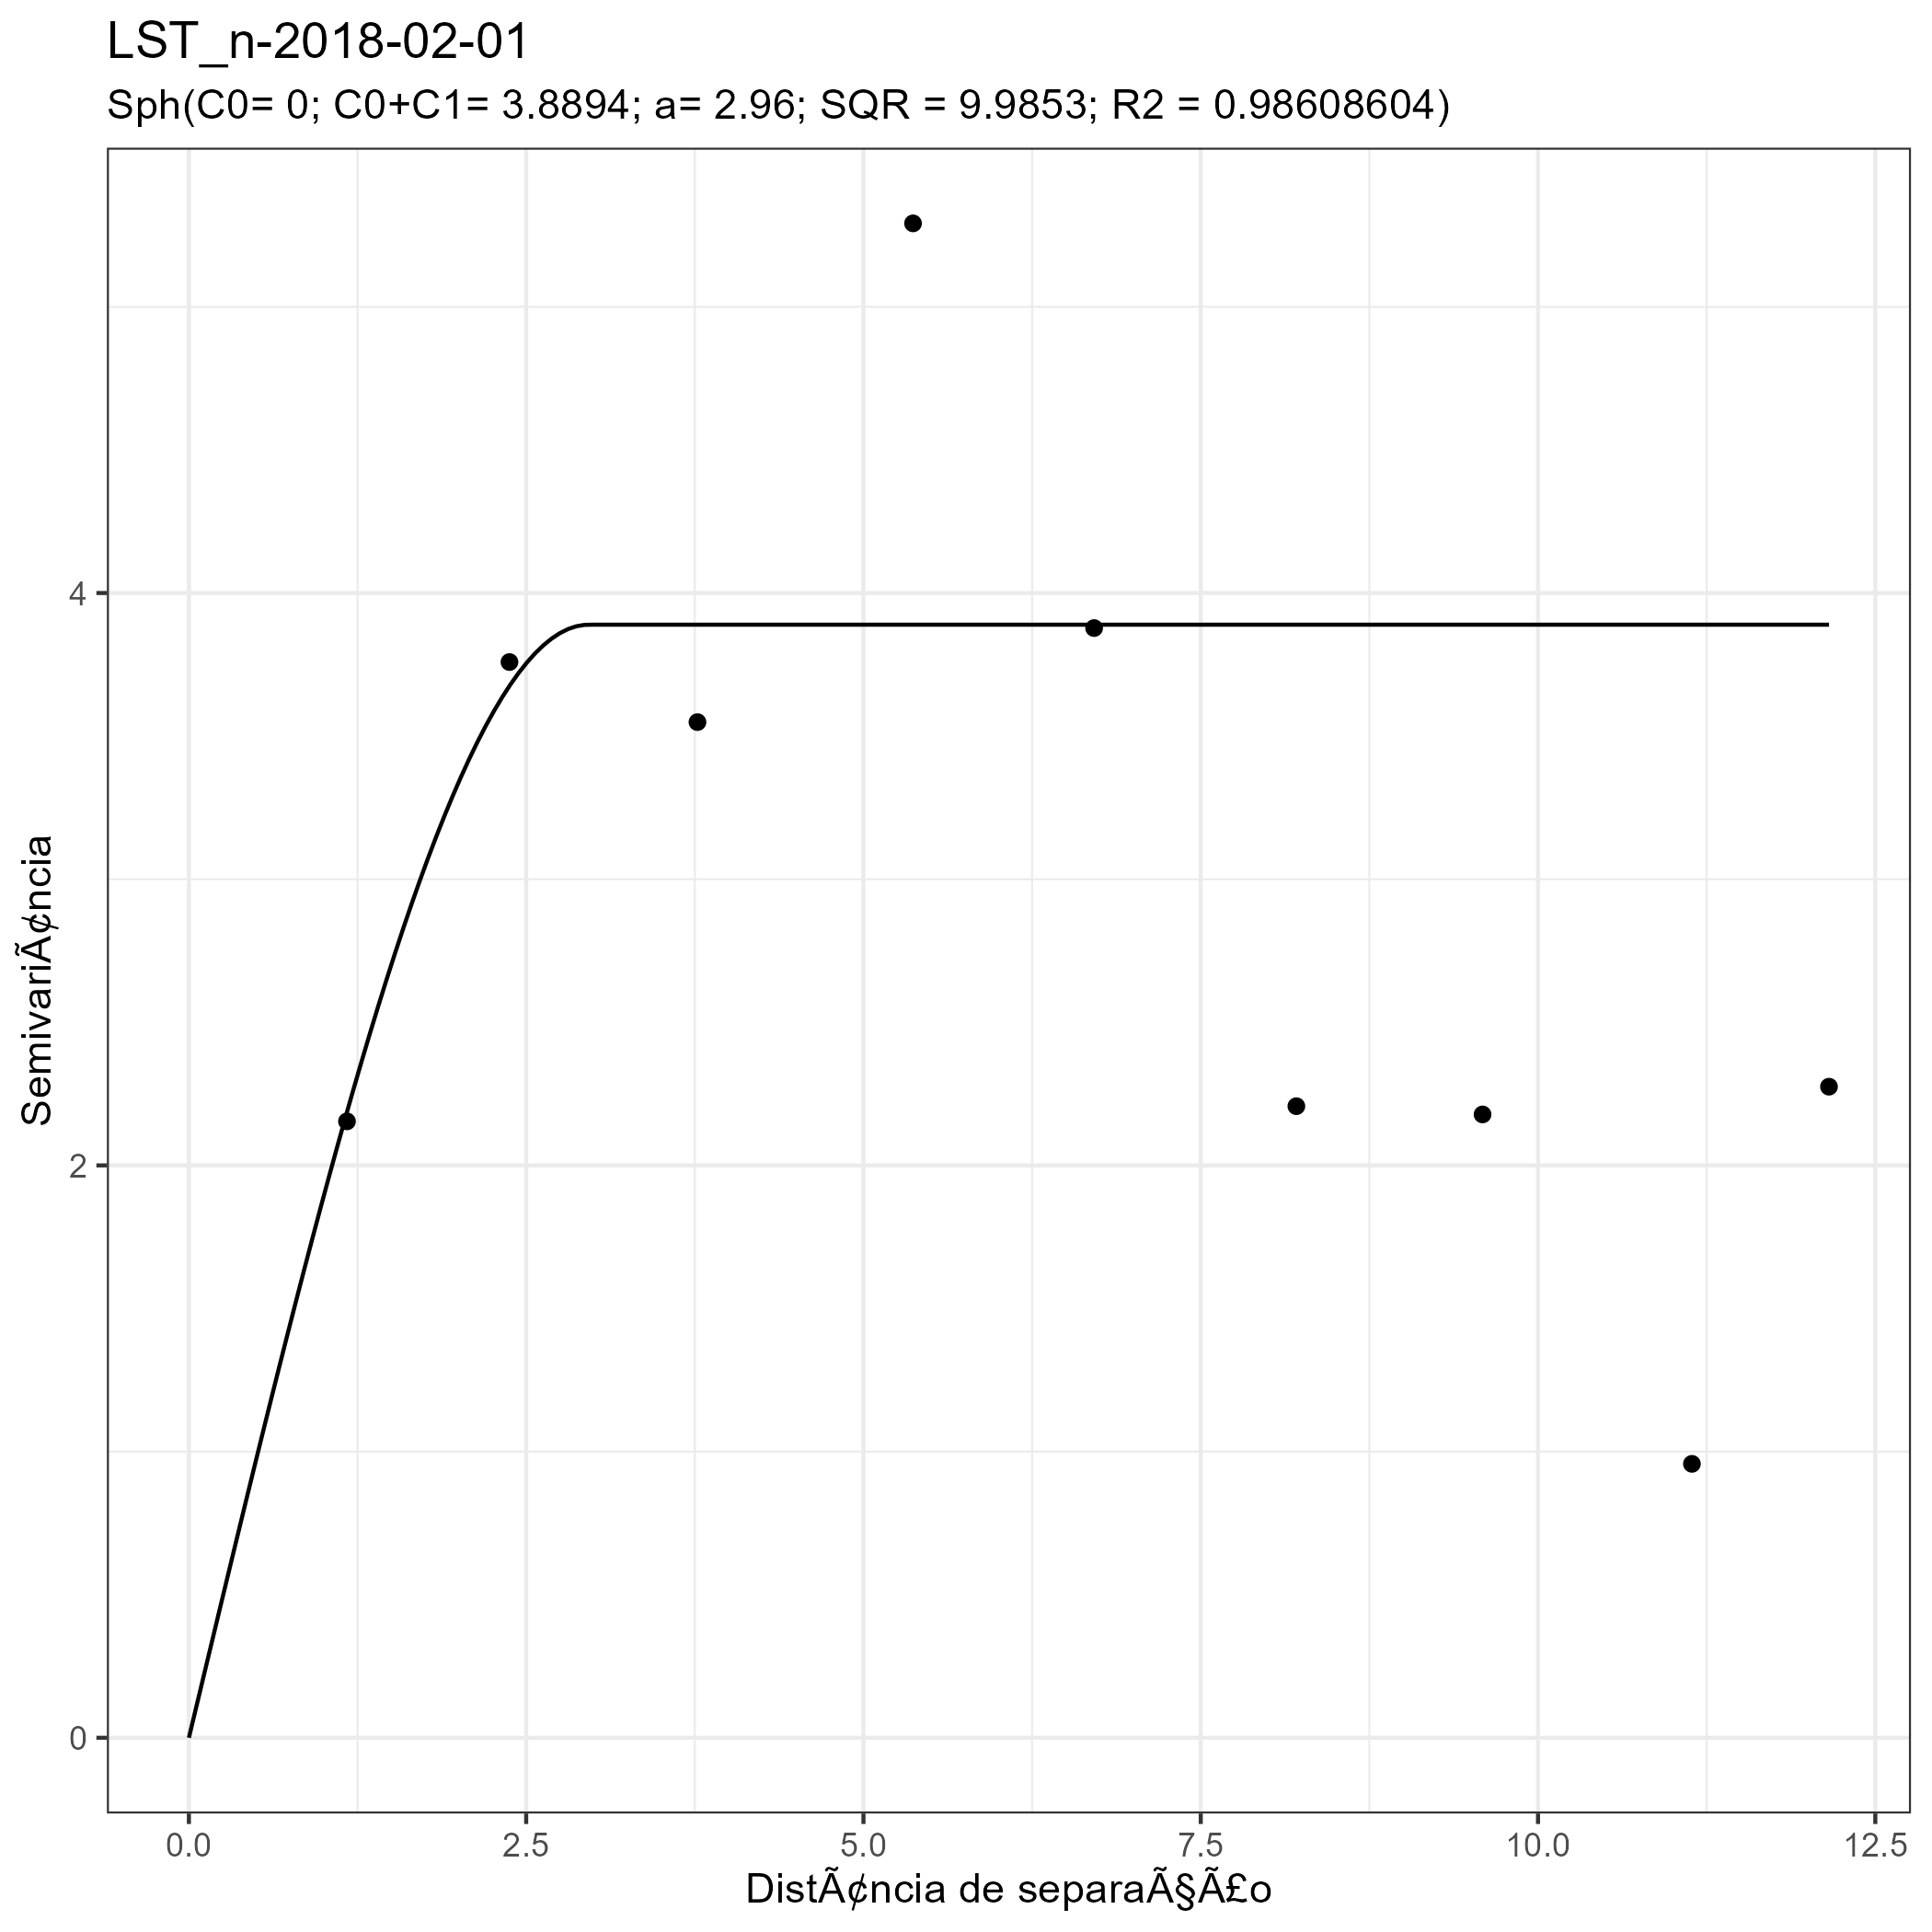 LST_n-2018-02-01
Sph(C0= 0; C0+C1= 3.8894; a= 2.96; SQR = 9.9853; R2 = 0.98608604)
SemivariÃ¢ncia
4
2
0
0.0 2.5 5.0 7.5 10.0 12.5
DistÃ¢ncia de separaÃ§Ã£o